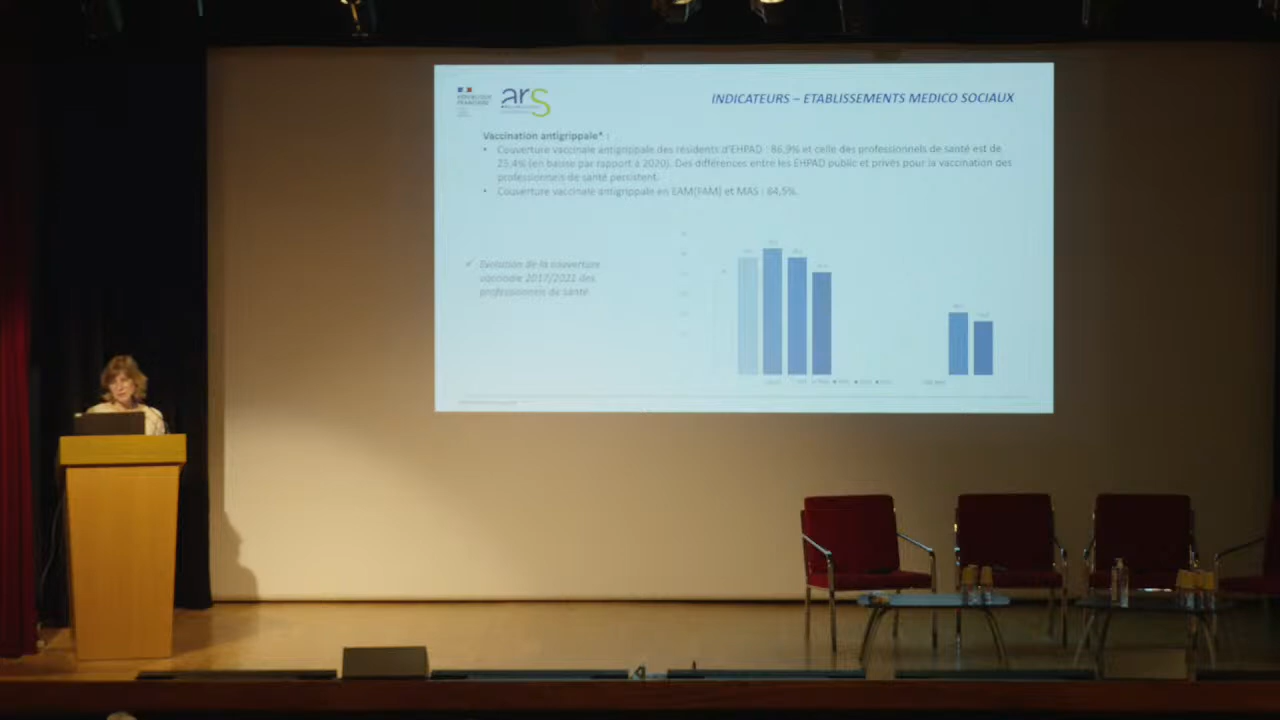 RÉPUBLIQUE
FRANÇAISE
ars
INDICATEURS – ETABLISSEMENTS MEDICO SOCIAUX
Vaccination antigrippale* :
• Couverture vaccinale antigrippale des résidents d'EHPAD : 86,9% et celle des professionnels de santé est de
25,4% (en baisse par rapport à 2020). Des différences entre les EHPAD public et privés pour la vaccination des
professionnels de santé persistent.
• Couverture vaccinale antigrippale en EAM(FAM) et MAS : 84,5%.
✓ Evolution de la couverture
vaccinale 2017/2021 des
professionnels de santé.